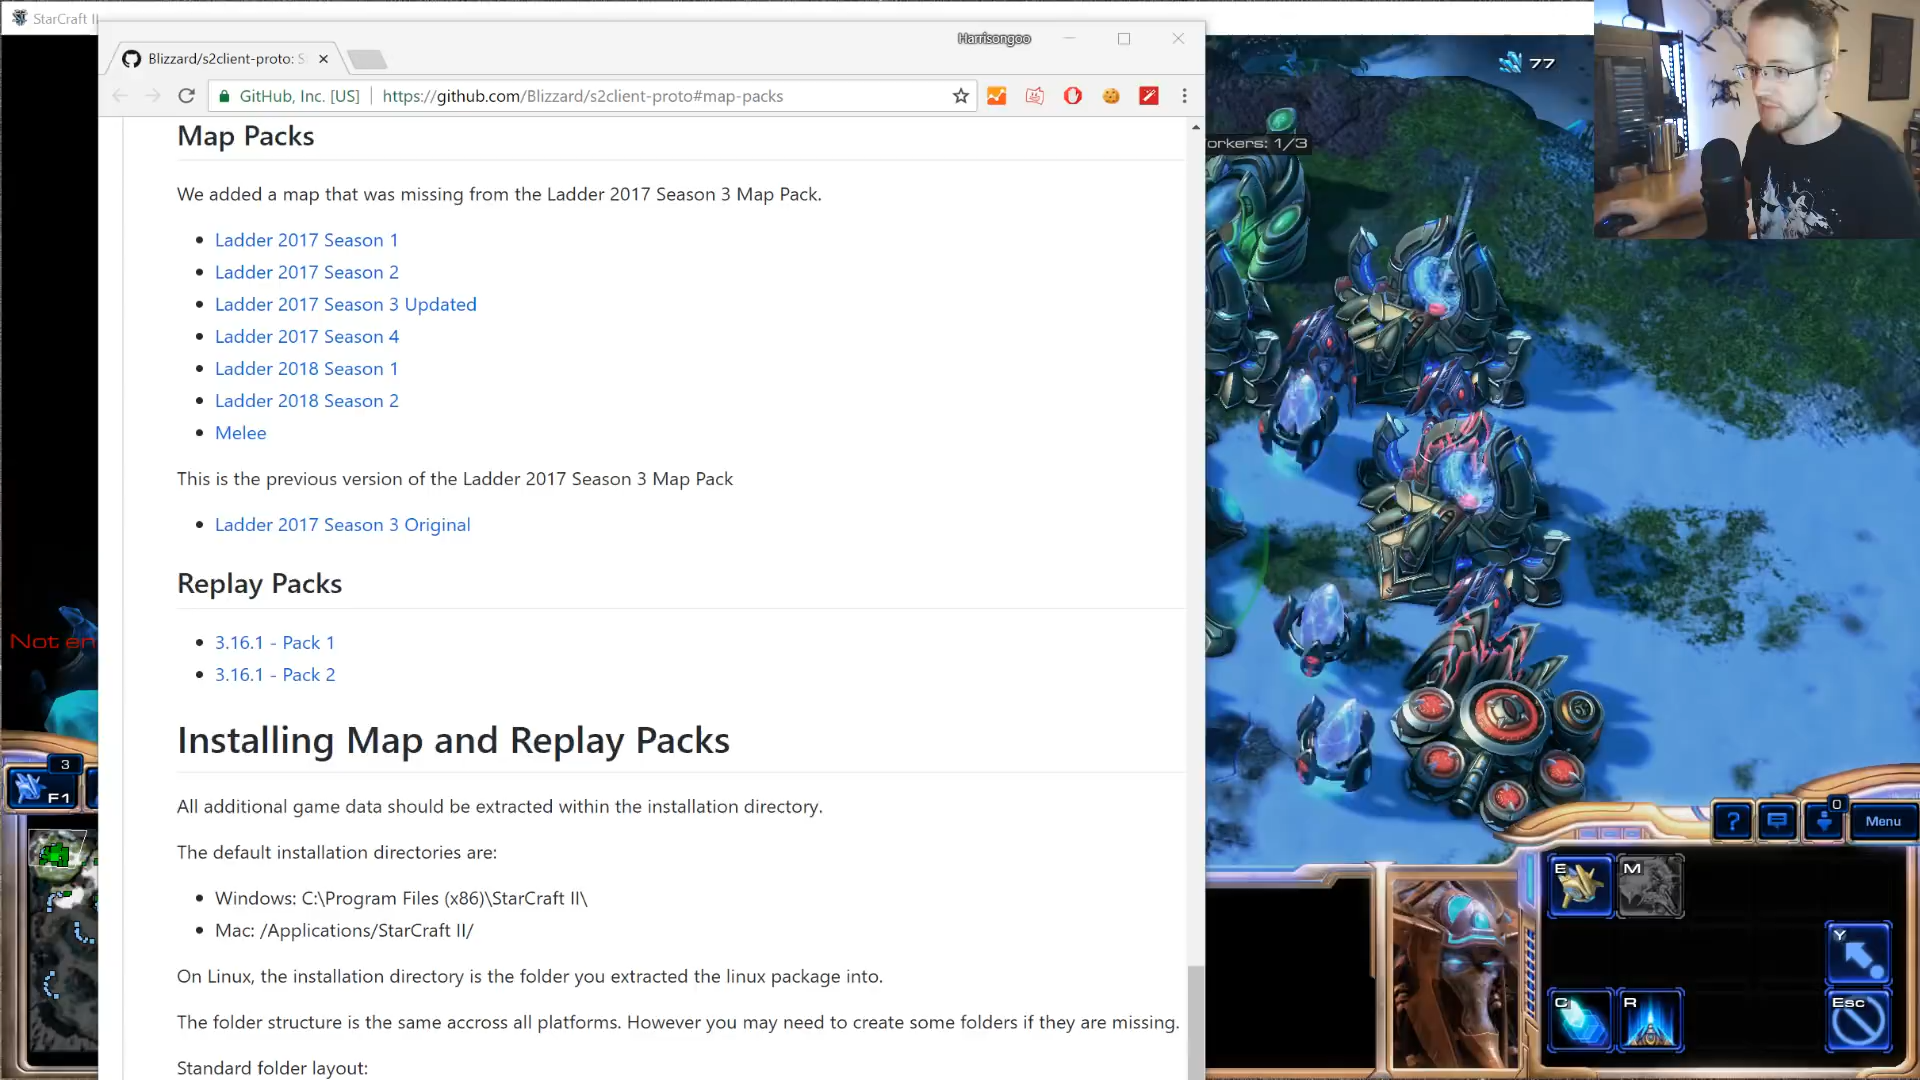 StarCraft II
Harrisongoo
Blizzard/s2client-proto: S
GitHub, Inc. [US]
https://github.com/Blizzard/s2client-proto#map-packs
77
orkers: 1/3
Map Packs
We added a map that was missing from the Ladder 2017 Season 3 Map Pack.
Ladder 2017 Season 1
Ladder 2017 Season 2
Ladder 2017 Season 3 Updated
Ladder 2017 Season 4
Ladder 2018 Season 1
Ladder 2018 Season 2
Melee
This is the previous version of the Ladder 2017 Season 3 Map Pack
Ladder 2017 Season 3 Original
Replay Packs
3.16.1 - Pack 1
3.16.1 - Pack 2
Not en
Installing Map and Replay Packs
All additional game data should be extracted within the installation directory.
The default installation directories are:
Windows: C:\Program Files (x86)\StarCraft II\
Mac: /Applications/StarCraft II/
On Linux, the installation directory is the folder you extracted the linux package into.
The folder structure is the same accross all platforms. However you may need to create some folders if they are missing.
Standard folder layout:
3
F1
?
0
Menu
E
M
Y
C
R
Esc